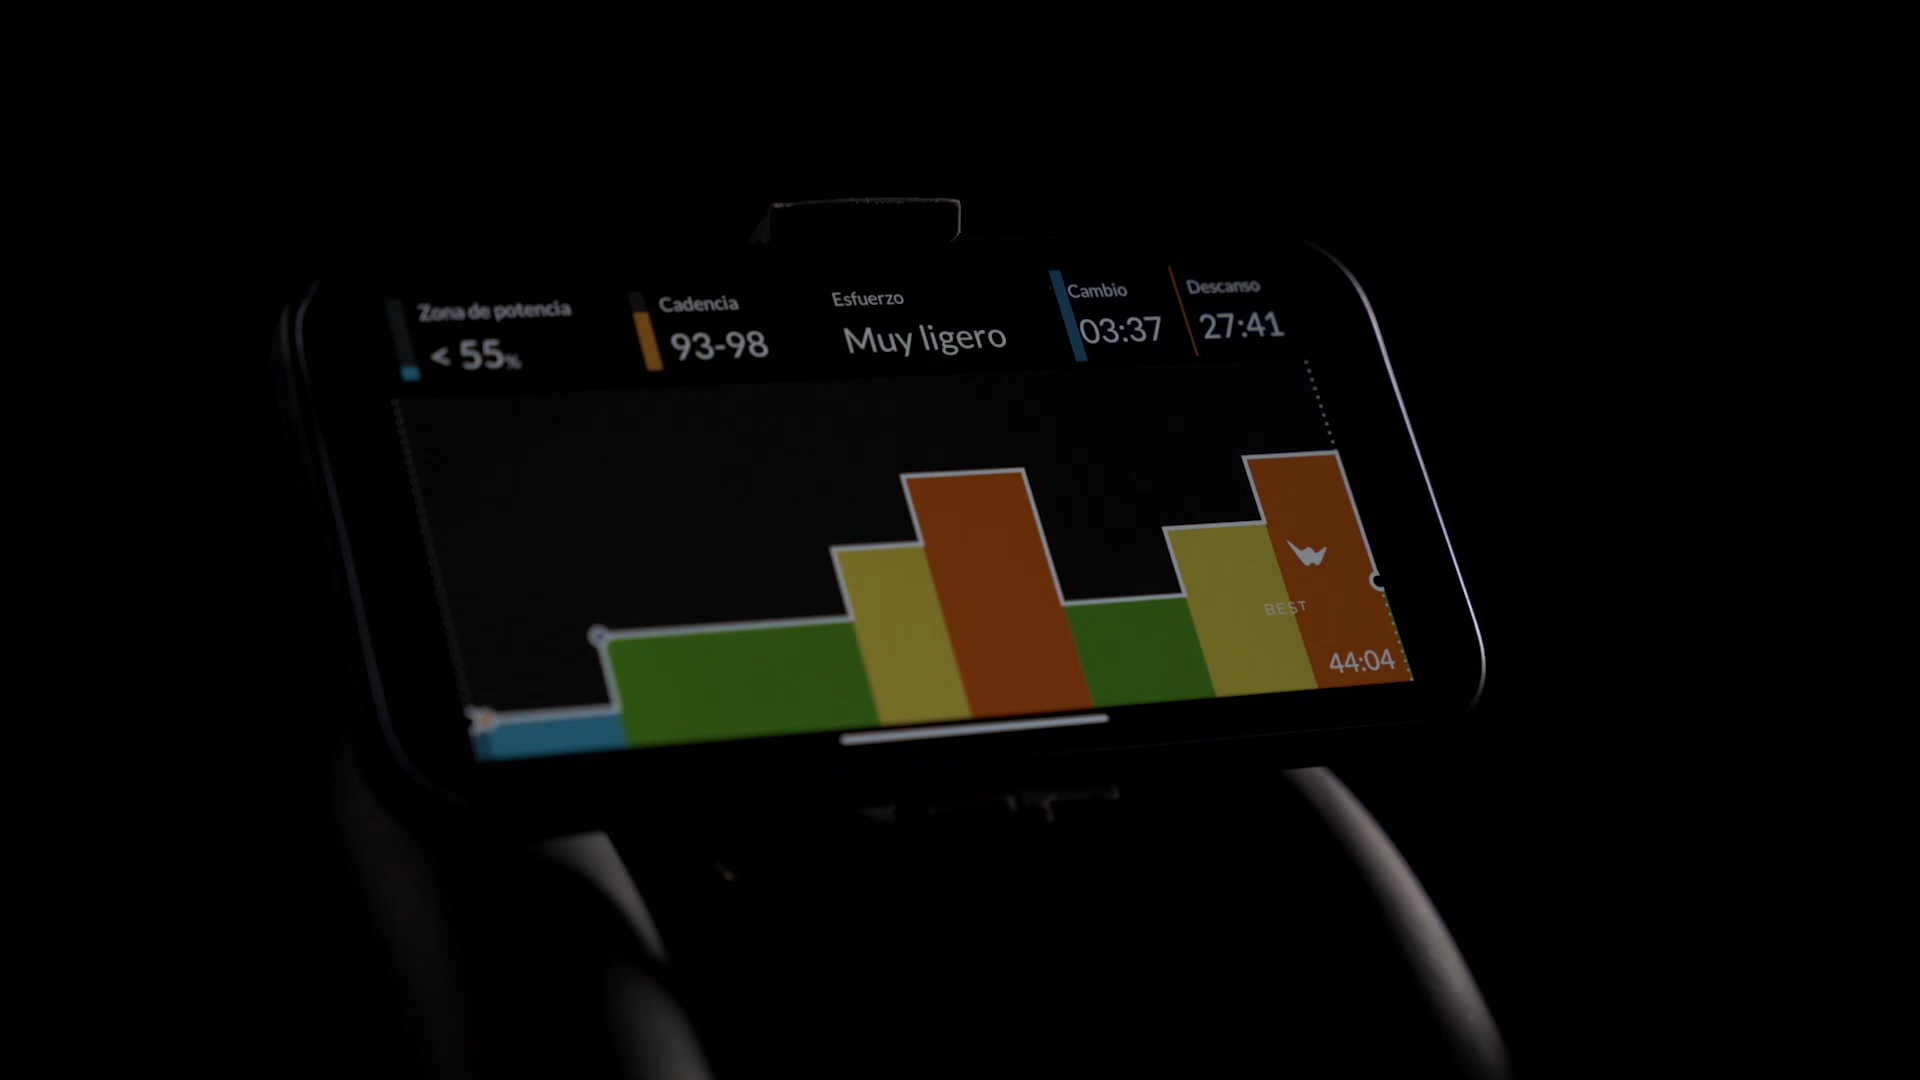 Zona de potencia
< 55%
Cadencia
93-98
Esfuerzo
Muy ligero
Cambio
03:37
Descanso
27:41
BEST
44:04